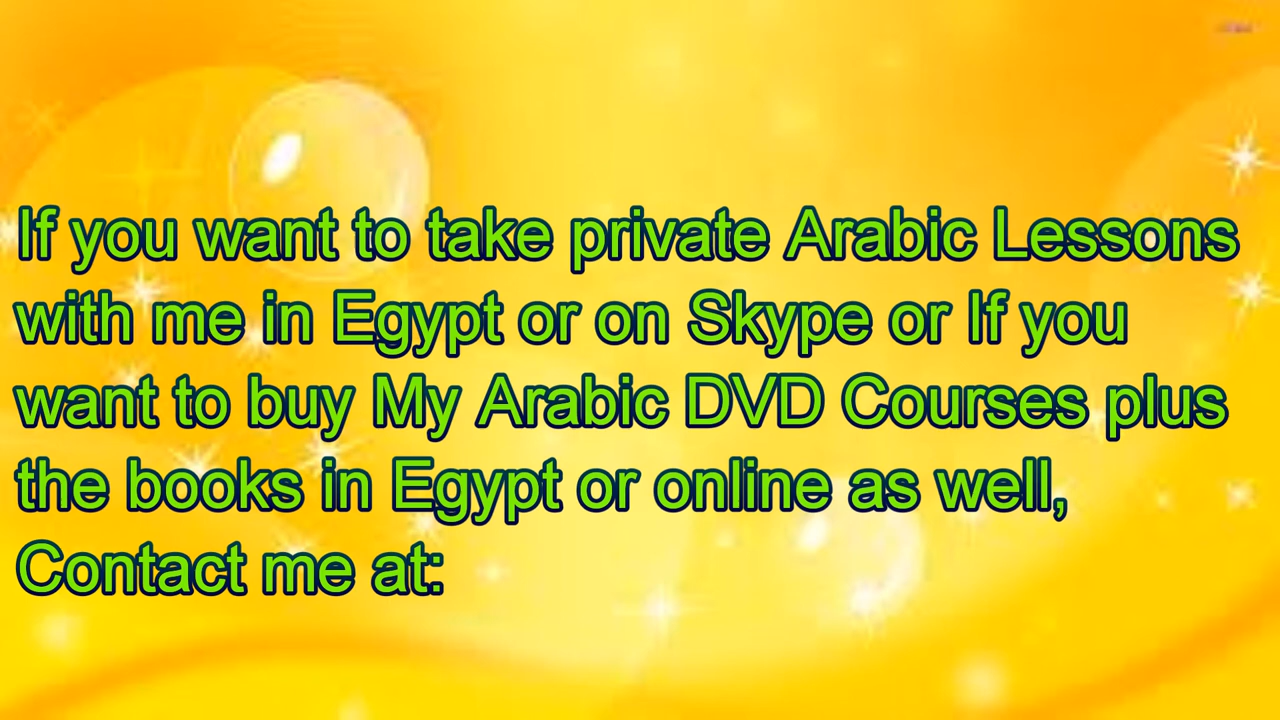 If you want to take private Arabic Lessons
with me in Egypt or on Skype or If you
want to buy My Arabic DVD Courses plus
the books in Egypt or online as well,
Contact me at: